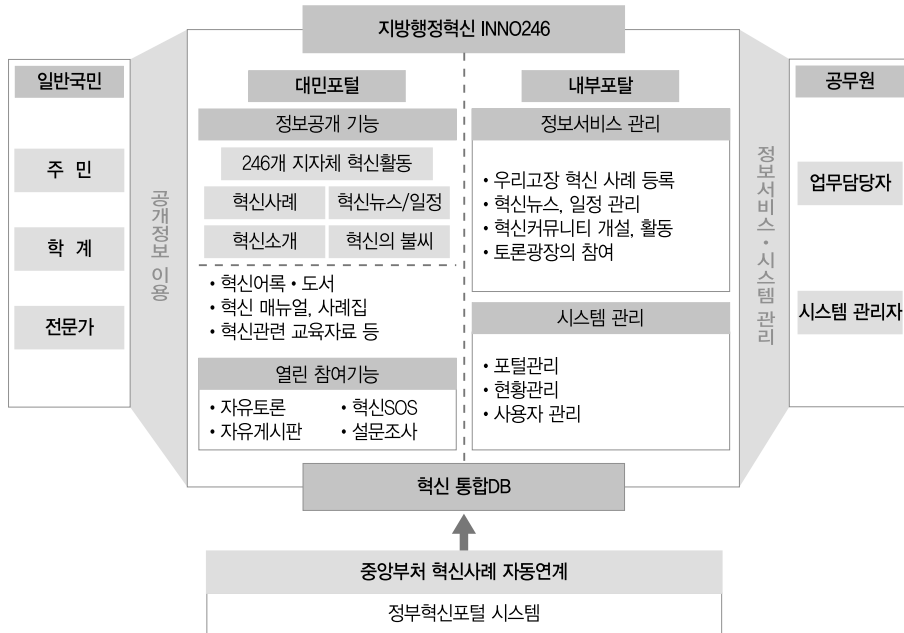 지방행정혁신 INNO246
일반국민
주 민
학 계
전문가
공개정보 이용
대민포털
정보공개 기능
246개 지자체 혁신활동
혁신사례
혁신뉴스/일정
혁신소개
혁신의 불씨
• 혁신어록 • 도서
• 혁신 매뉴얼, 사례집
• 혁신관련 교육자료 등
열린 참여기능
• 자유토론
• 혁신SOS
• 자유게시판
• 설문조사
내부포탈
정보서비스 관리
• 우리고장 혁신 사례 등록
• 혁신뉴스, 일정 관리
• 혁신커뮤니티 개설, 활동
• 토론광장의 참여
시스템 관리
• 포털관리
• 현황관리
• 사용자 관리
정보서비스 • 시스템 관리
공무원
업무담당자
시스템 관리자
혁신 통합DB
중앙부처 혁신사례 자동연계
정부혁신포털 시스템